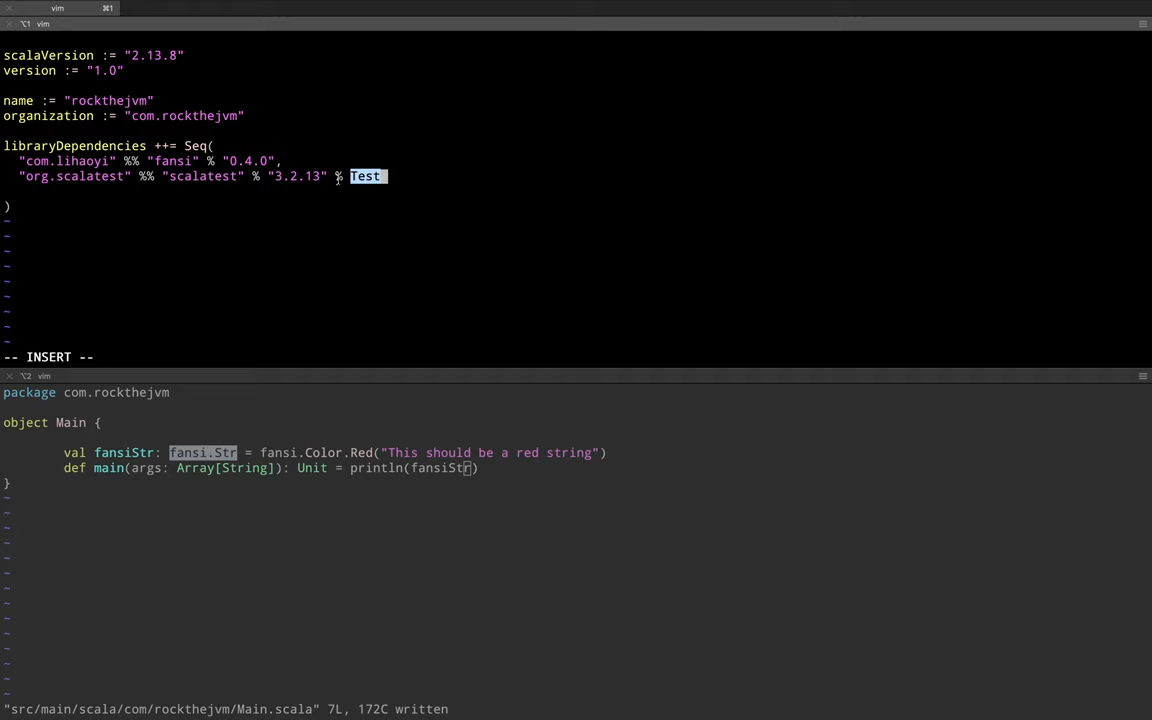 vim ⌘1
⌥1 vim
scalaVersion := "2.13.8"
version := "1.0"
name := "rockthejvm"
organization := "com.rockthejvm"
libraryDependencies ++= Seq(
  "com.lihaoyi" %% "fansi" % "0.4.0",
  "org.scalatest" %% "scalatest" % "3.2.13" % Test
)
~
~
~
~
~
~
~
~
~
-- INSERT --
⌥2 vim
package com.rockthejvm
object Main {
        val fansiStr: fansi.Str = fansi.Color.Red("This should be a red string")
        def main(args: Array[String]): Unit = println(fansiStr)
}
~
~
~
~
~
~
~
~
~
~
~
~
~
~
"src/main/scala/com/rockthejvm/Main.scala" 7L, 172C written